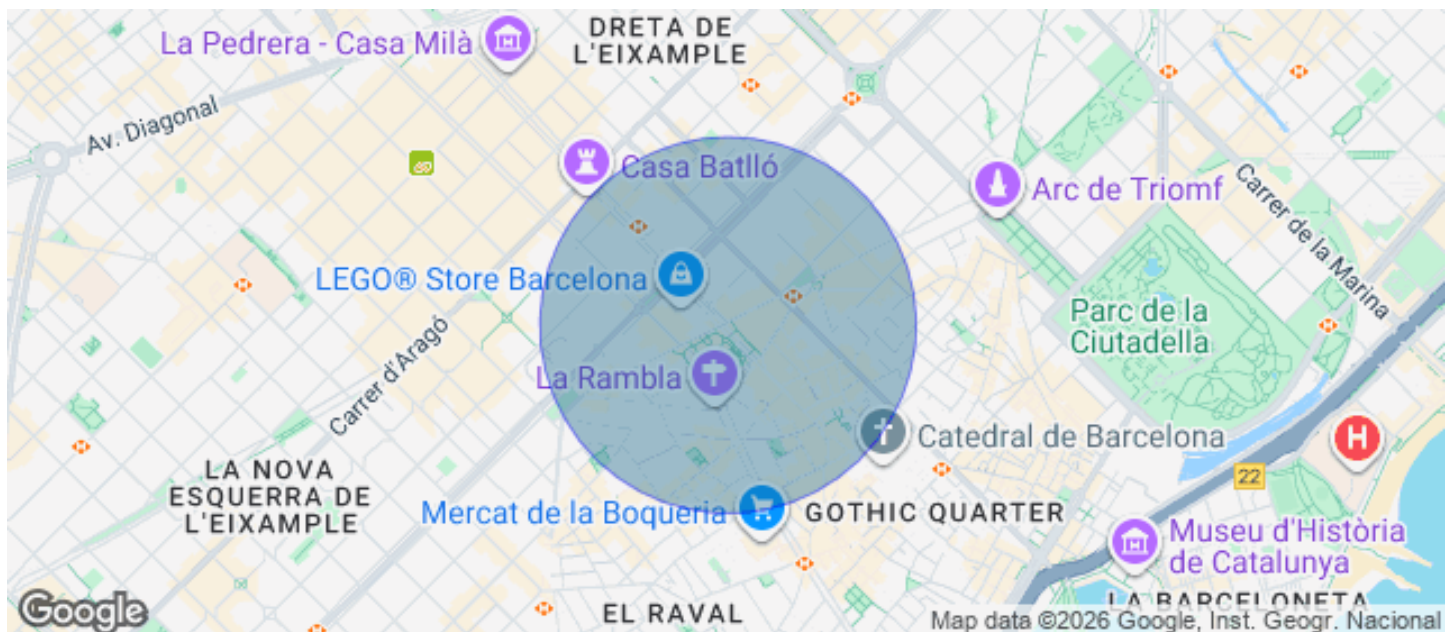 DRETA DE
L'EIXAMPLE
La Pedrera - Casa Milà
Av. Diagonal
Casa Batlló
Arc de Triomf
Carrer de la Marina
LEGO® Store Barcelona
Parc de la
Ciutadella
Carrer d'Aragó
La Rambla
Catedral de Barcelona
LA NOVA
ESQUERRA DE
L'EIXAMPLE
22
H
Mercat de la Boqueria
GOTHIC QUARTER
Museu d'Història
de Catalunya
LA BARCELONETA
EL RAVAL
Google
Map data ©2026 Google, Inst. Geogr. Nacional